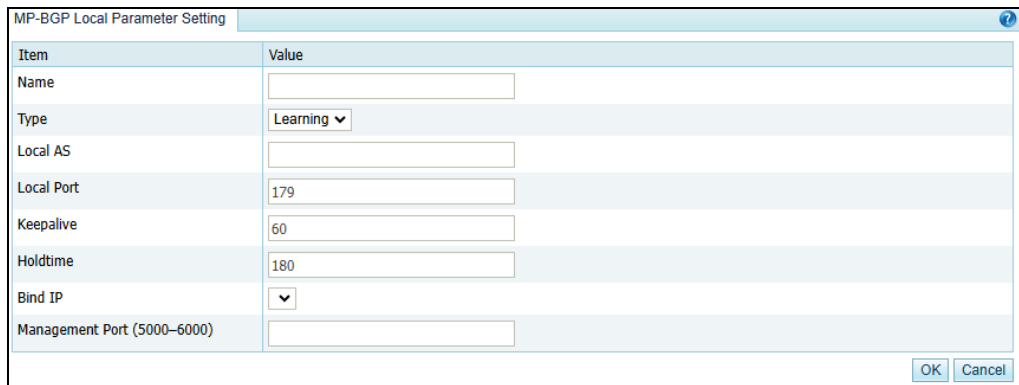 MP-BGP Local Parameter Setting
Item Value
Name
Type Learning
Local AS
Local Port 179
Keepalive 60
Holdtime 180
Bind IP
Management Port (5000–6000)
OK Cancel